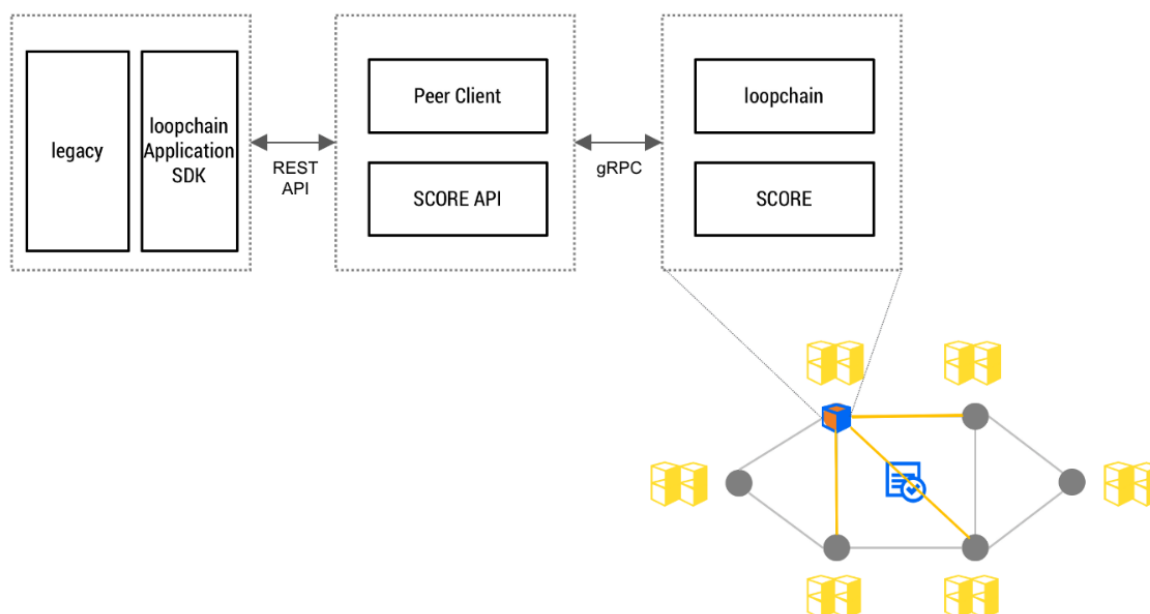 legacy
loopchain
Application
SDK
REST
API
Peer Client
SCORE API
gRPC
loopchain
SCORE